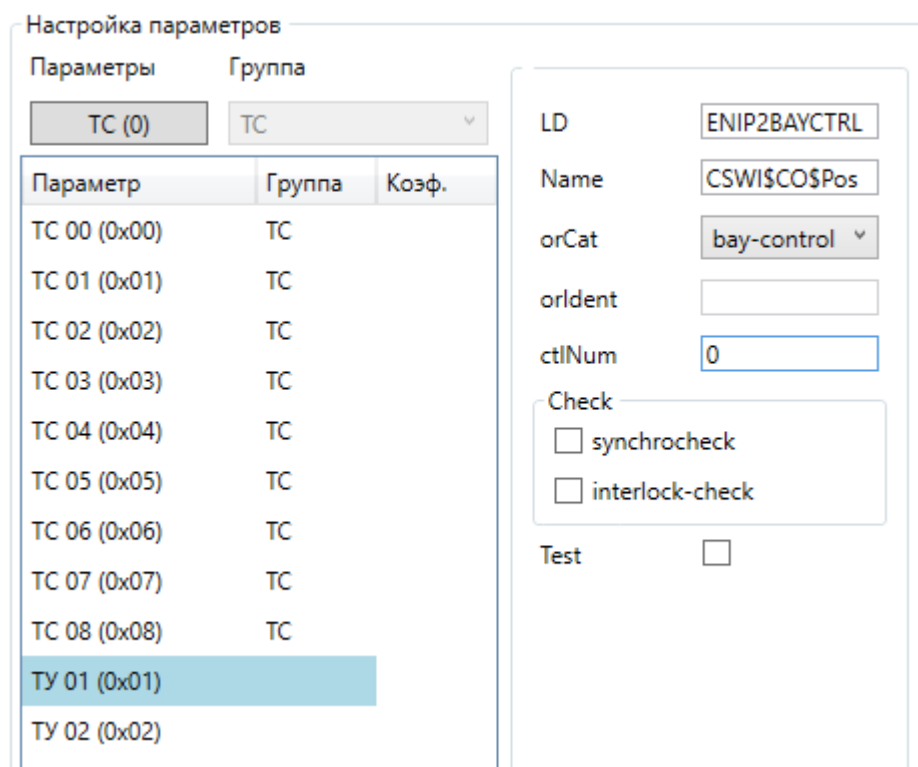 Настройка параметров
Параметры Группа
ТС (0) ТС
Параметр Группа Коэф.
ТС 00 (0x00) ТС
ТС 01 (0x01) ТС
ТС 02 (0x02) ТС
ТС 03 (0x03) ТС
ТС 04 (0x04) ТС
ТС 05 (0x05) ТС
ТС 06 (0x06) ТС
ТС 07 (0x07) ТС
ТС 08 (0x08) ТС
ТУ 01 (0x01)
ТУ 02 (0x02)
LD ENIP2BAYCTRL
Name CSWI$CO$Pos
orCat bay-control
orIdent
ctlNum 0
Check
synchrocheck
interlock-check
Test